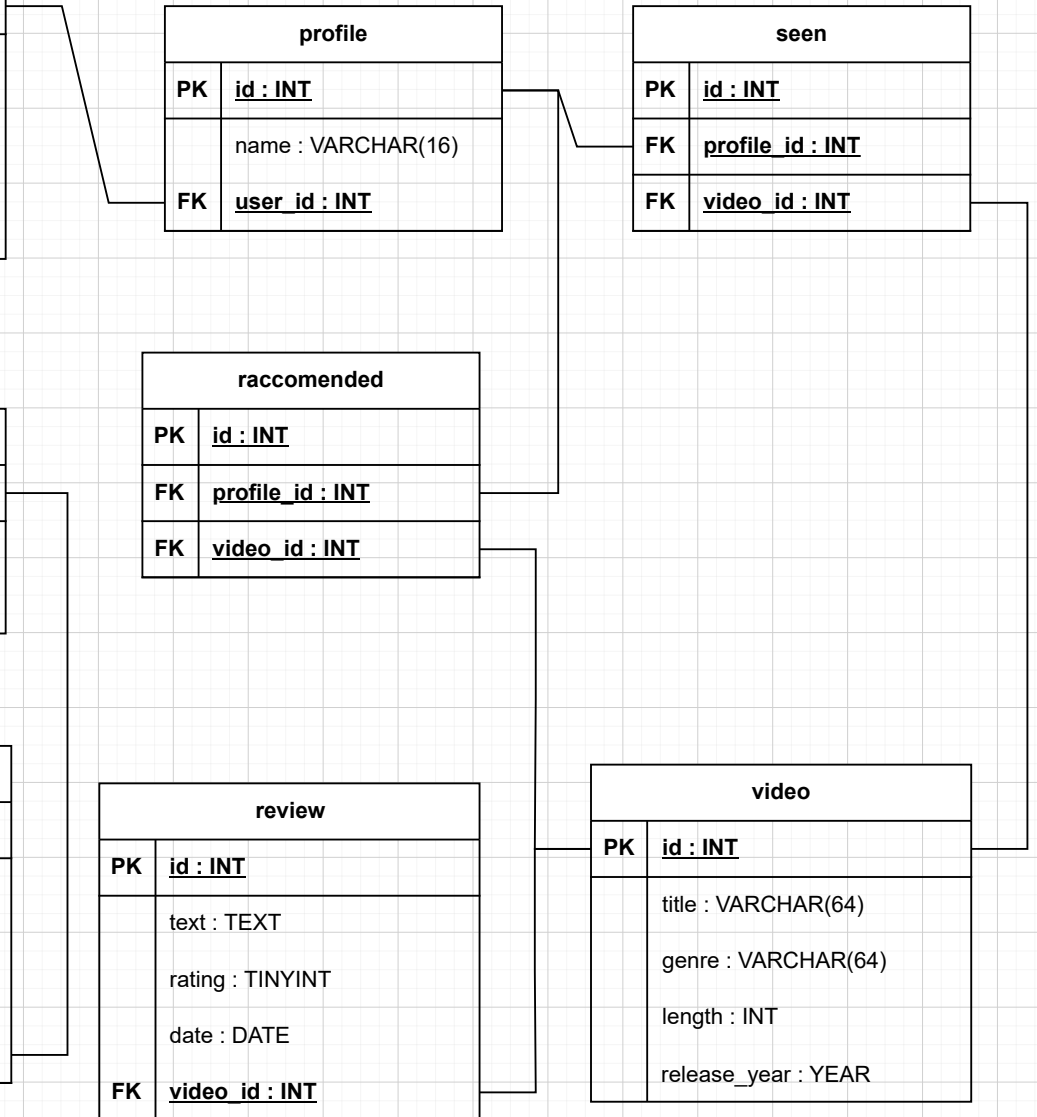 profile
PK id : INT
name : VARCHAR(16)
FK user_id : INT
seen
PK id : INT
FK profile_id : INT
FK video_id : INT
raccomended
PK id : INT
FK profile_id : INT
FK video_id : INT
review
PK id : INT
text : TEXT
rating : TINYINT
date : DATE
FK video_id : INT
video
PK id : INT
title : VARCHAR(64)
genre : VARCHAR(64)
length : INT
release_year : YEAR